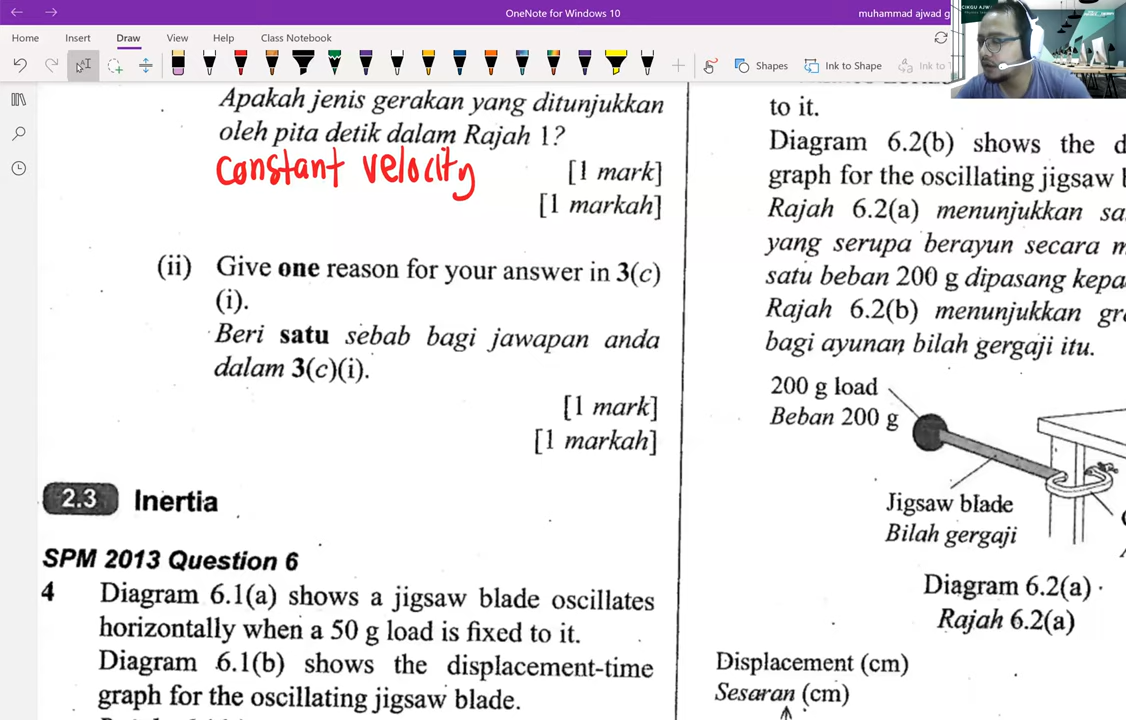 OneNote for Windows 10
muhammad ajwad g
CIKGU AJW
Home Insert Draw View Help Class Notebook
Shapes Ink to Shape Ink to
Apakah jenis gerakan yang ditunjukkan
oleh pita detik dalam Rajah 1?
constant velocity
[1 mark]
[1 markah]
(ii) Give one reason for your answer in 3(c)
(i).
Beri satu sebab bagi jawapan anda
dalam 3(c)(i).
[1 mark]
[1 markah]
2.3 Inertia
SPM 2013 Question 6
4 Diagram 6.1(a) shows a jigsaw blade oscillates
horizontally when a 50 g load is fixed to it.
Diagram 6.1(b) shows the displacement-time
graph for the oscillating jigsaw blade.
to it.
Diagram 6.2(b) shows the d
graph for the oscillating jigsaw
Rajah 6.2(a) menunjukkan sa
yang serupa berayun secara m
satu beban 200 g dipasang kepa
Rajah 6.2(b) menunjukkan gr
bagi ayunan bilah gergaji itu.
200 g load
Beban 200 g
Jigsaw blade
Bilah gergaji
Diagram 6.2(a)
Rajah 6.2(a)
Displacement (cm)
Sesaran (cm)